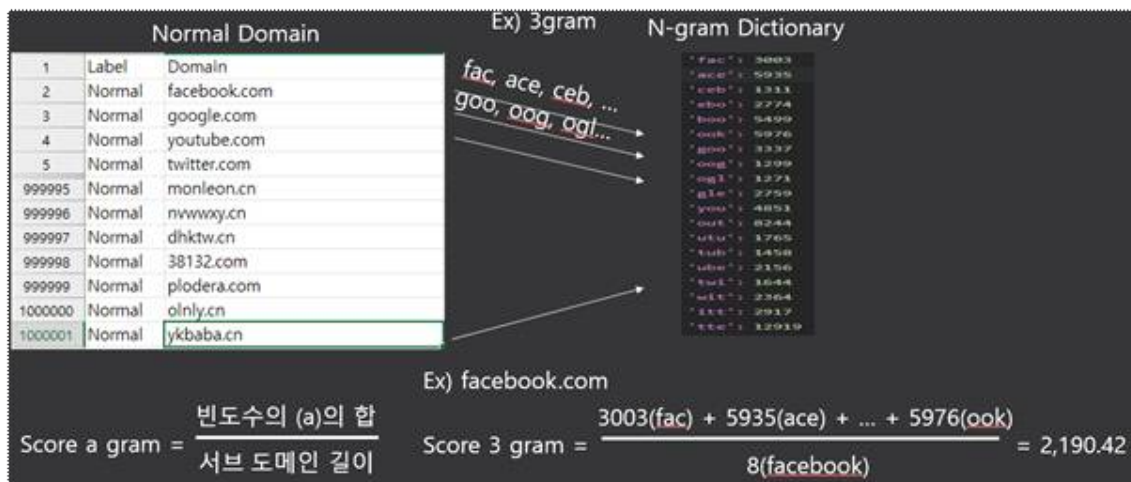 Normal Domain
Ex) 3gram
N-gram Dictionary
1 Label Domain
2 Normal facebook.com
3 Normal google.com
4 Normal youtube.com
5 Normal twitter.com
999995 Normal monleon.cn
999996 Normal nvwwxy.cn
999997 Normal dhktw.cn
999998 Normal 38132.com
999999 Normal plodera.com
1000000 Normal olnly.cn
1000001 Normal ykbaba.cn
fac, ace, ceb, ...
goo, oog, ogl...
'fac': 3003
'ace': 5935
'ceb': 1311
'ebo': 2774
'boo': 5499
'ook': 5976
'goo': 3337
'oog': 1299
'ogl': 1271
'gle': 2759
'you': 4851
'out': 8244
'utu': 1765
'tub': 1458
'ube': 2156
'twi': 1644
'wit': 2364
'itt': 2917
'tte': 12919
Ex) facebook.com
Score a gram = 빈도수의 (a)의 합
서브 도메인 길이
Score 3 gram = 3003(fac) + 5935(ace) + ... + 5976(ook)
8(facebook)
= 2,190.42